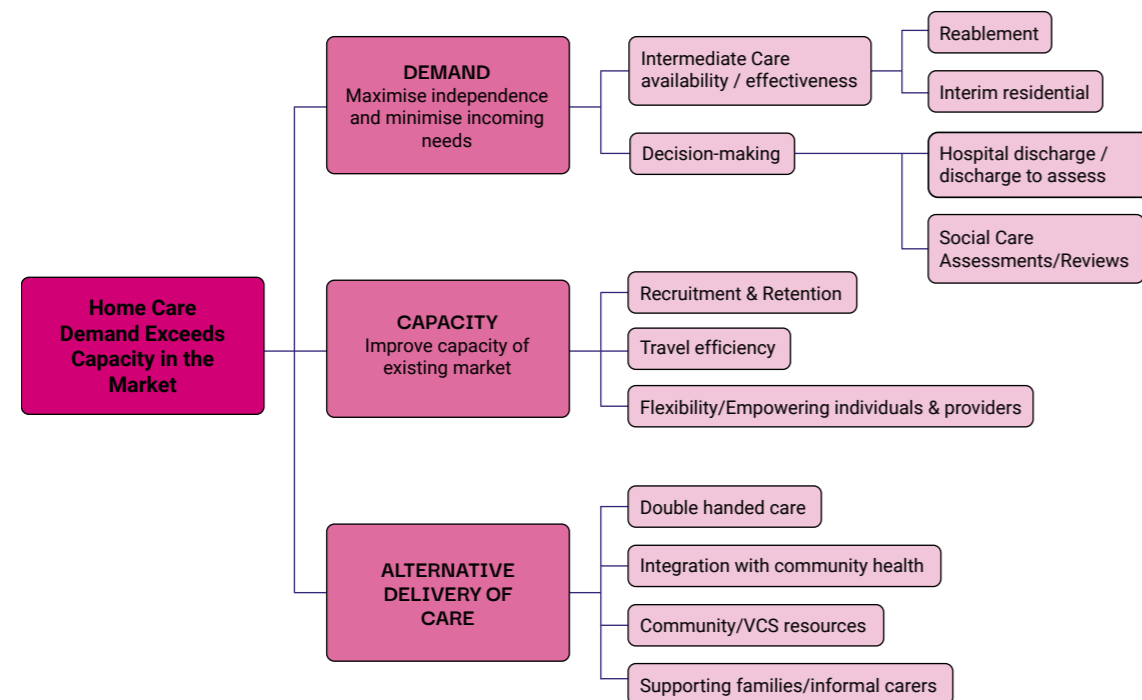 Home Care
Demand Exceeds
Capacity in the
Market
DEMAND
Maximise independence
and minimise incoming
needs
Intermediate Care
availability / effectiveness
Reablement
Interim residential
Decision-making
Hospital discharge /
discharge to assess
Social Care
Assessments/Reviews
CAPACITY
Improve capacity of
existing market
Recruitment & Retention
Travel efficiency
Flexibility/Empowering individuals & providers
ALTERNATIVE
DELIVERY OF
CARE
Double handed care
Integration with community health
Community/VCS resources
Supporting families/informal carers